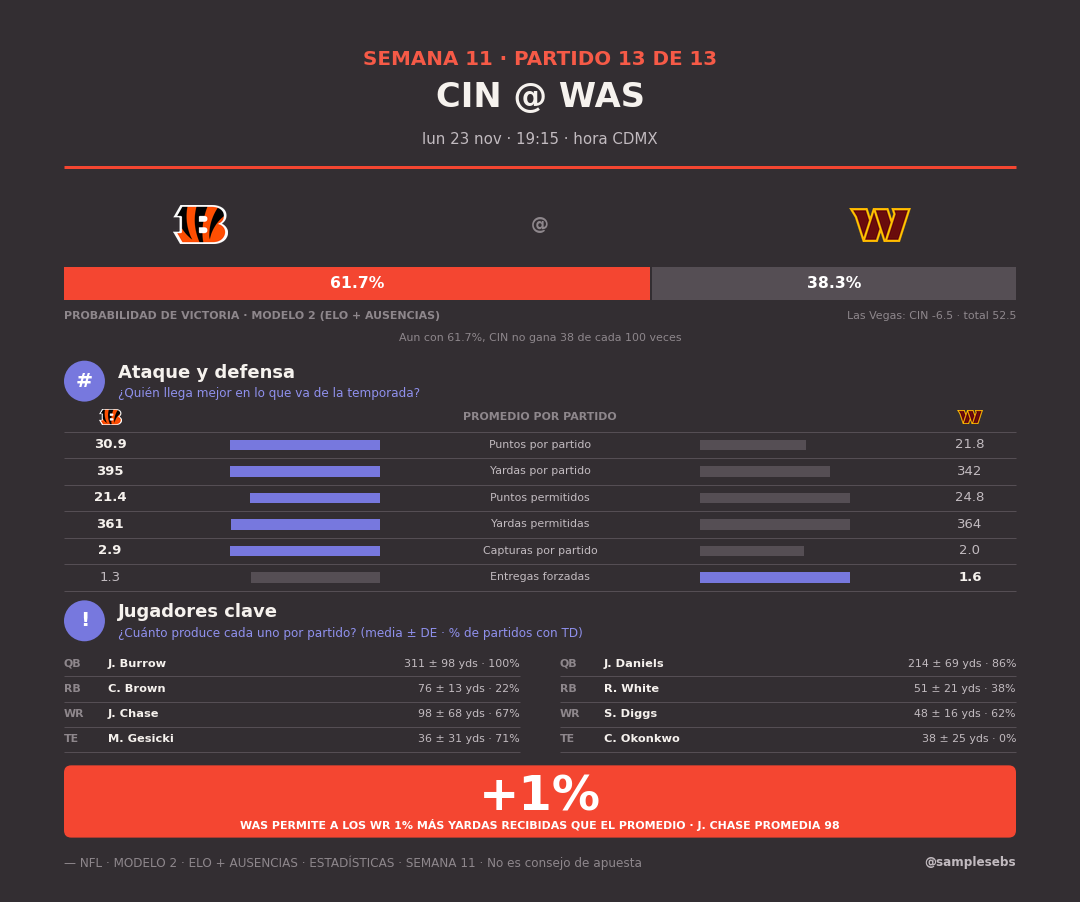 SEMANA 11 · PARTIDO 13 DE 13
CIN @ WAS
lun 23 nov · 19:15 · hora CDMX
@
61.7% 38.3%
PROBABILIDAD DE VICTORIA · MODELO 2 (ELO + AUSENCIAS) Las Vegas: CIN -6.5 · total 52.5
Aun con 61.7%, CIN no gana 38 de cada 100 veces
# Ataque y defensa
¿Quién llega mejor en lo que va de la temporada?
PROMEDIO POR PARTIDO
30.9 Puntos por partido 21.8
395 Yardas por partido 342
21.4 Puntos permitidos 24.8
361 Yardas permitidas 364
2.9 Capturas por partido 2.0
1.3 Entregas forzadas 1.6
! Jugadores clave
¿Cuánto produce cada uno por partido? (media ± DE · % de partidos con TD)
QB J. Burrow 311 ± 98 yds · 100%
RB C. Brown 76 ± 13 yds · 22%
WR J. Chase 98 ± 68 yds · 67%
TE M. Gesicki 36 ± 31 yds · 71%
QB J. Daniels 214 ± 69 yds · 86%
RB R. White 51 ± 21 yds · 38%
WR S. Diggs 48 ± 16 yds · 62%
TE C. Okonkwo 38 ± 25 yds · 0%
+1%
WAS PERMITE A LOS WR 1% MÁS YARDAS RECIBIDAS QUE EL PROMEDIO · J. CHASE PROMEDIA 98
— NFL · MODELO 2 · ELO + AUSENCIAS · ESTADÍSTICAS · SEMANA 11 · No es consejo de apuesta @samplesebs